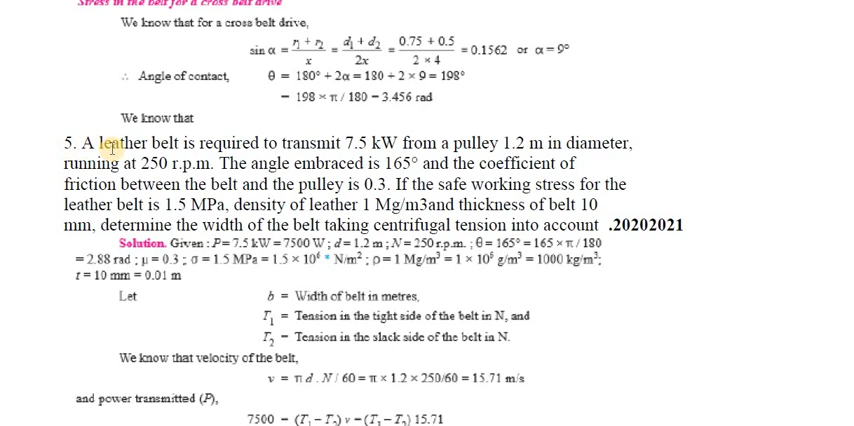 Stress in the belt for a cross belt drive
We know that for a cross belt drive,
sin α = r₁ + r₂ / x = d₁ + d₂ / 2x = 0.75 + 0.5 / 2 × 4 = 0.1562 or α = 9°
∴ Angle of contact, θ = 180° + 2α = 180 + 2 × 9 = 198°
= 198 × π / 180 = 3.456 rad
We know that
5. A leather belt is required to transmit 7.5 kW from a pulley 1.2 m in diameter,
running at 250 r.p.m. The angle embraced is 165° and the coefficient of
friction between the belt and the pulley is 0.3. If the safe working stress for the
leather belt is 1.5 MPa, density of leather 1 Mg/m3and thickness of belt 10
mm, determine the width of the belt taking centrifugal tension into account .20202021
Solution. Given : P = 7.5 kW = 7500 W ; d = 1.2 m ; N = 250 r.p.m. ; θ = 165° = 165 × π / 180
= 2.88 rad ; μ = 0.3 ; σ = 1.5 MPa = 1.5 × 10⁶ * N/m² ; ρ = 1 Mg/m³ = 1 × 10⁶ g/m³ = 1000 kg/m³;
t = 10 mm = 0.01 m
Let b = Width of belt in metres,
T₁ = Tension in the tight side of the belt in N, and
T₂ = Tension in the slack side of the belt in N.
We know that velocity of the belt,
v = π d . N / 60 = π × 1.2 × 250/60 = 15.71 m/s
and power transmitted (P),
7500 = (T₁ – T₂) v = (T₁ – T₂) 15.71